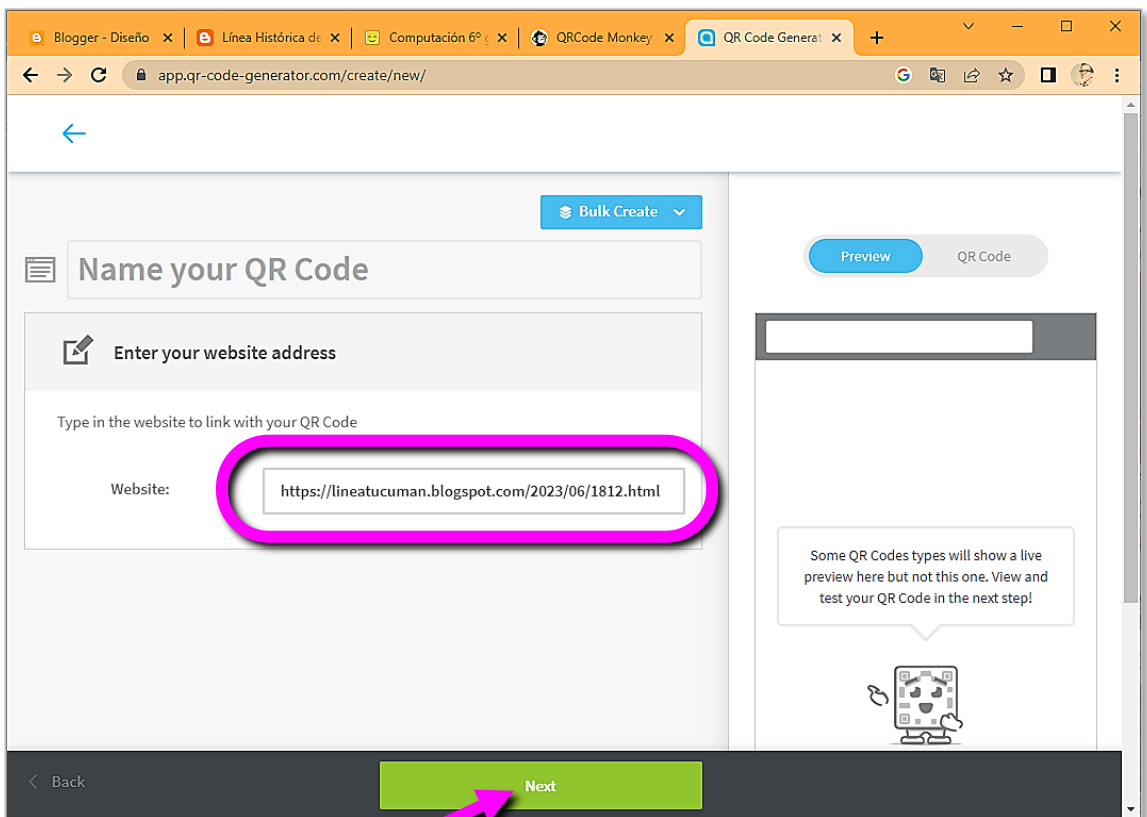 Blogger - Diseño
Línea Histórica de
Computación 6º g
QRCode Monkey
QR Code Generat
app.qr-code-generator.com/create/new/
Bulk Create
Name your QR Code
Preview
QR Code
Enter your website address
Type in the website to link with your QR Code
Website:
https://lineatucuman.blogspot.com/2023/06/1812.html
Some QR Codes types will show a live
preview here but not this one. View and
test your QR Code in the next step!
Back
Next